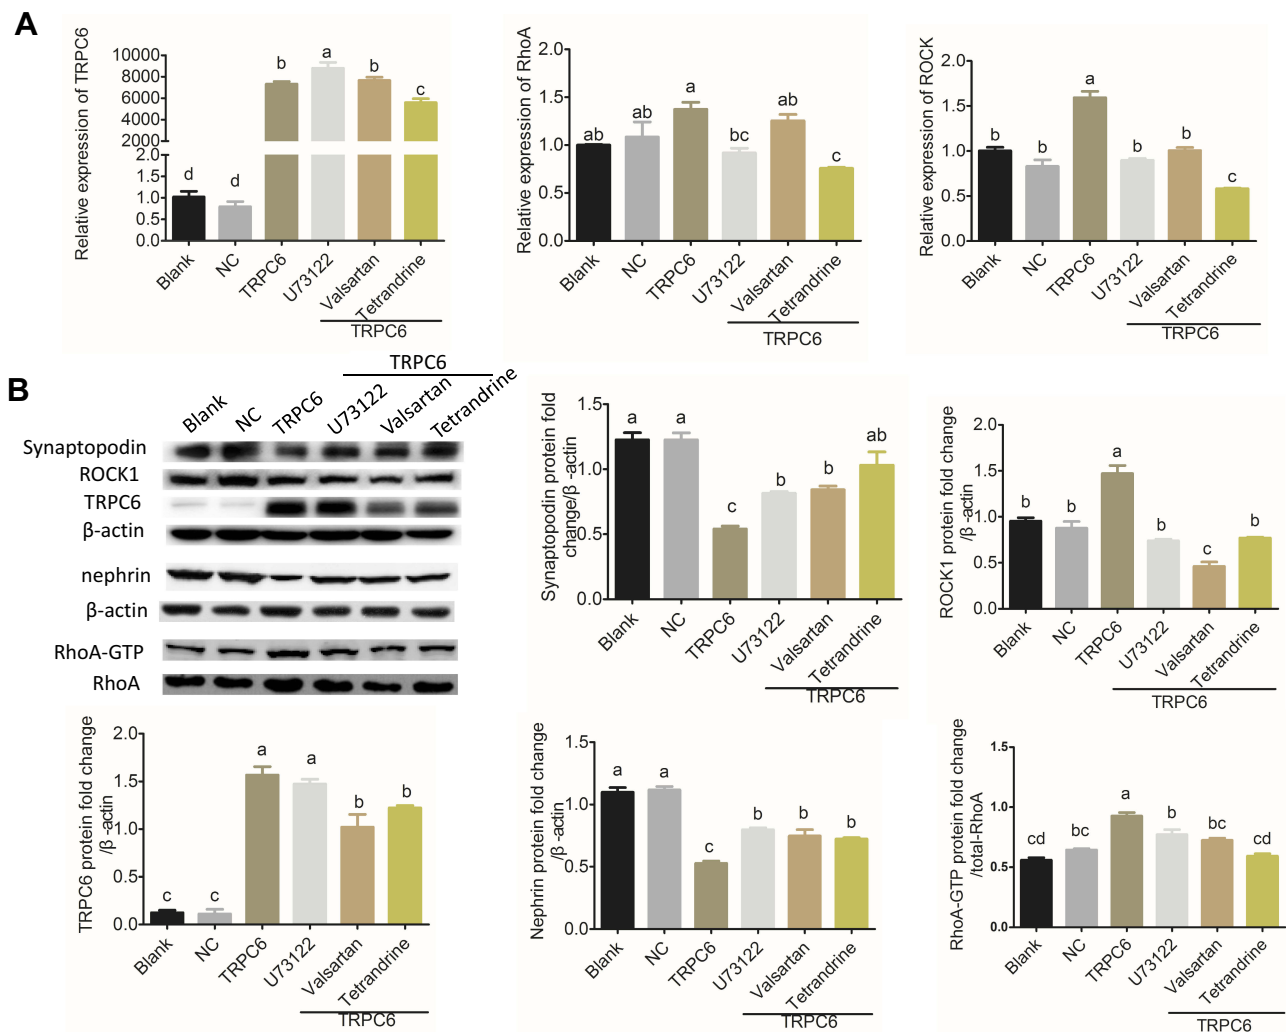 A
Relative expression of TRPC6
10000
8000
6000
4000
2000
2.0
1.5
1.0
0.5
0.0
d
d
b
a
b
c
Blank
NC
TRPC6
U73122
Valsartan
Tetrandrine
TRPC6
Relative expression of RhoA
2.0
1.5
1.0
0.5
0.0
ab
ab
a
bc
ab
c
Blank
NC
TRPC6
U73122
Valsartan
Tetrandrine
TRPC6
Relative expression of ROCK
2.0
1.5
1.0
0.5
0.0
b
b
a
b
b
c
Blank
NC
TRPC6
U73122
Valsartan
Tetrandrine
TRPC6
B
TRPC6
Blank
NC
TRPC6
U73122
Valsartan
Tetrandrine
Synaptopodin
ROCK1
TRPC6
β-actin
nephrin
β-actin
RhoA-GTP
RhoA
Synaptopodin protein fold
change/β -actin
1.5
1.0
0.5
0.0
a
a
c
b
b
ab
Blank
NC
TRPC6
U73122
Valsartan
Tetrandrine
TRPC6
ROCK1 protein fold change
/β -actin
2.0
1.5
1.0
0.5
0.0
b
b
a
b
c
b
Blank
NC
TRPC6
U73122
Valsartan
Tetrandrine
TRPC6
TRPC6 protein fold change
/β-actin
2.0
1.5
1.0
0.5
0.0
c
c
a
a
b
b
Blank
NC
TRPC6
U73122
Valsartan
Tetrandrine
TRPC6
Nephrin protein fold change
/β -actin
1.5
1.0
0.5
0.0
a
a
c
b
b
b
Blank
NC
TRPC6
U73122
Valsartan
Tetrandrine
TRPC6
RhoA-GTP protein fold change
/total-RhoA
1.5
1.0
0.5
0.0
cd
bc
a
b
bc
cd
Blank
NC
TRPC6
U73122
Valsartan
Tetrandrine
TRPC6